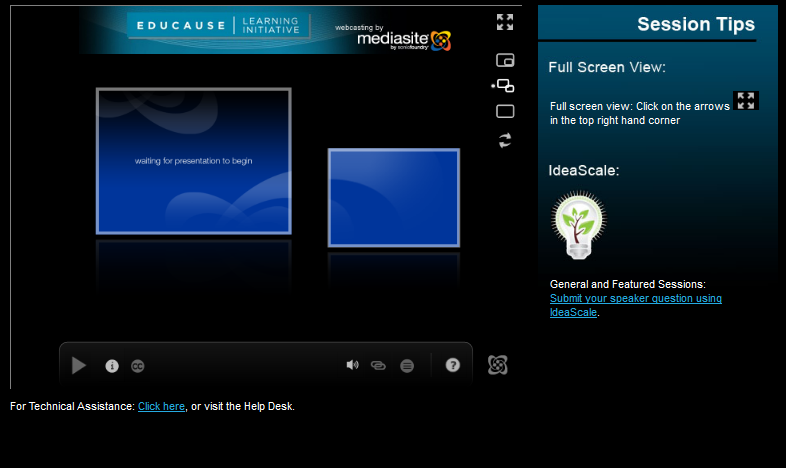 EDUCAUSE LEARNING INITIATIVE
webcasting by
mediasite
by sonicfoundry
waiting for presentation to begin
i CC ?
For Technical Assistance: Click here, or visit the Help Desk.
Session Tips
Full Screen View:
Full screen view: Click on the arrows
in the top right hand corner
IdeaScale:
General and Featured Sessions:
Submit your speaker question using
IdeaScale.